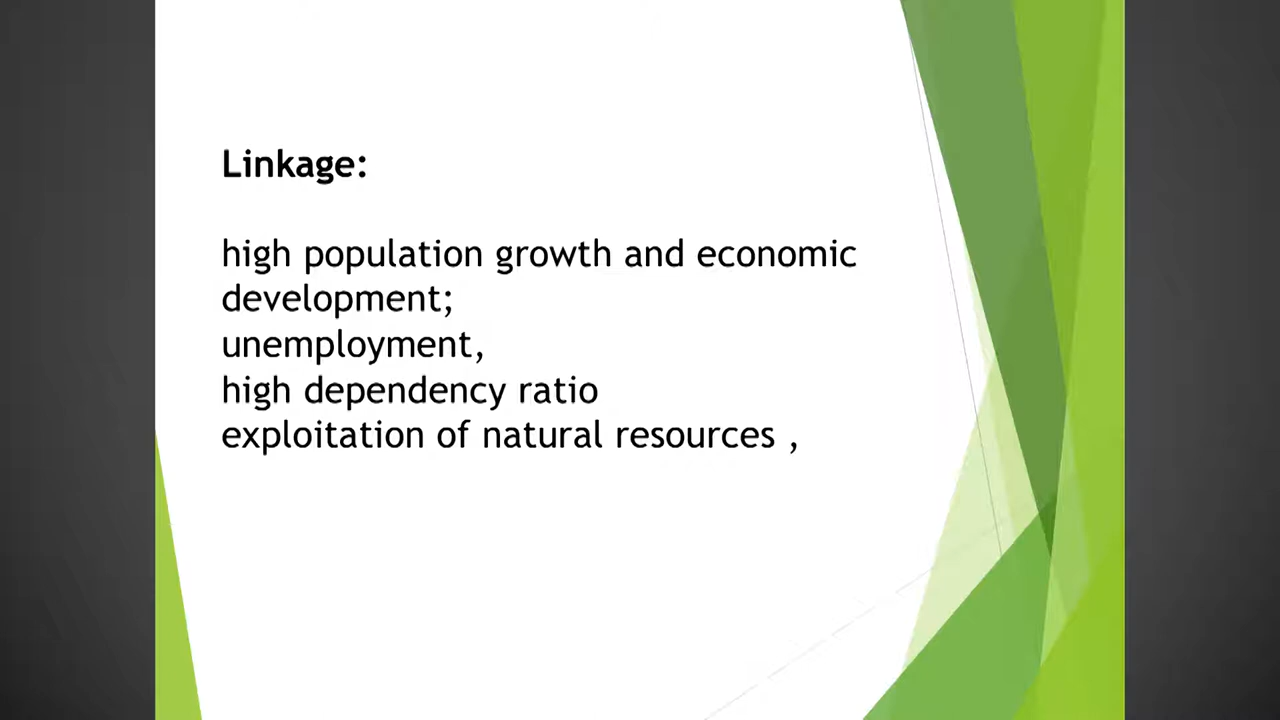 Linkage:
high population growth and economic
development;
unemployment,
high dependency ratio
exploitation of natural resources ,